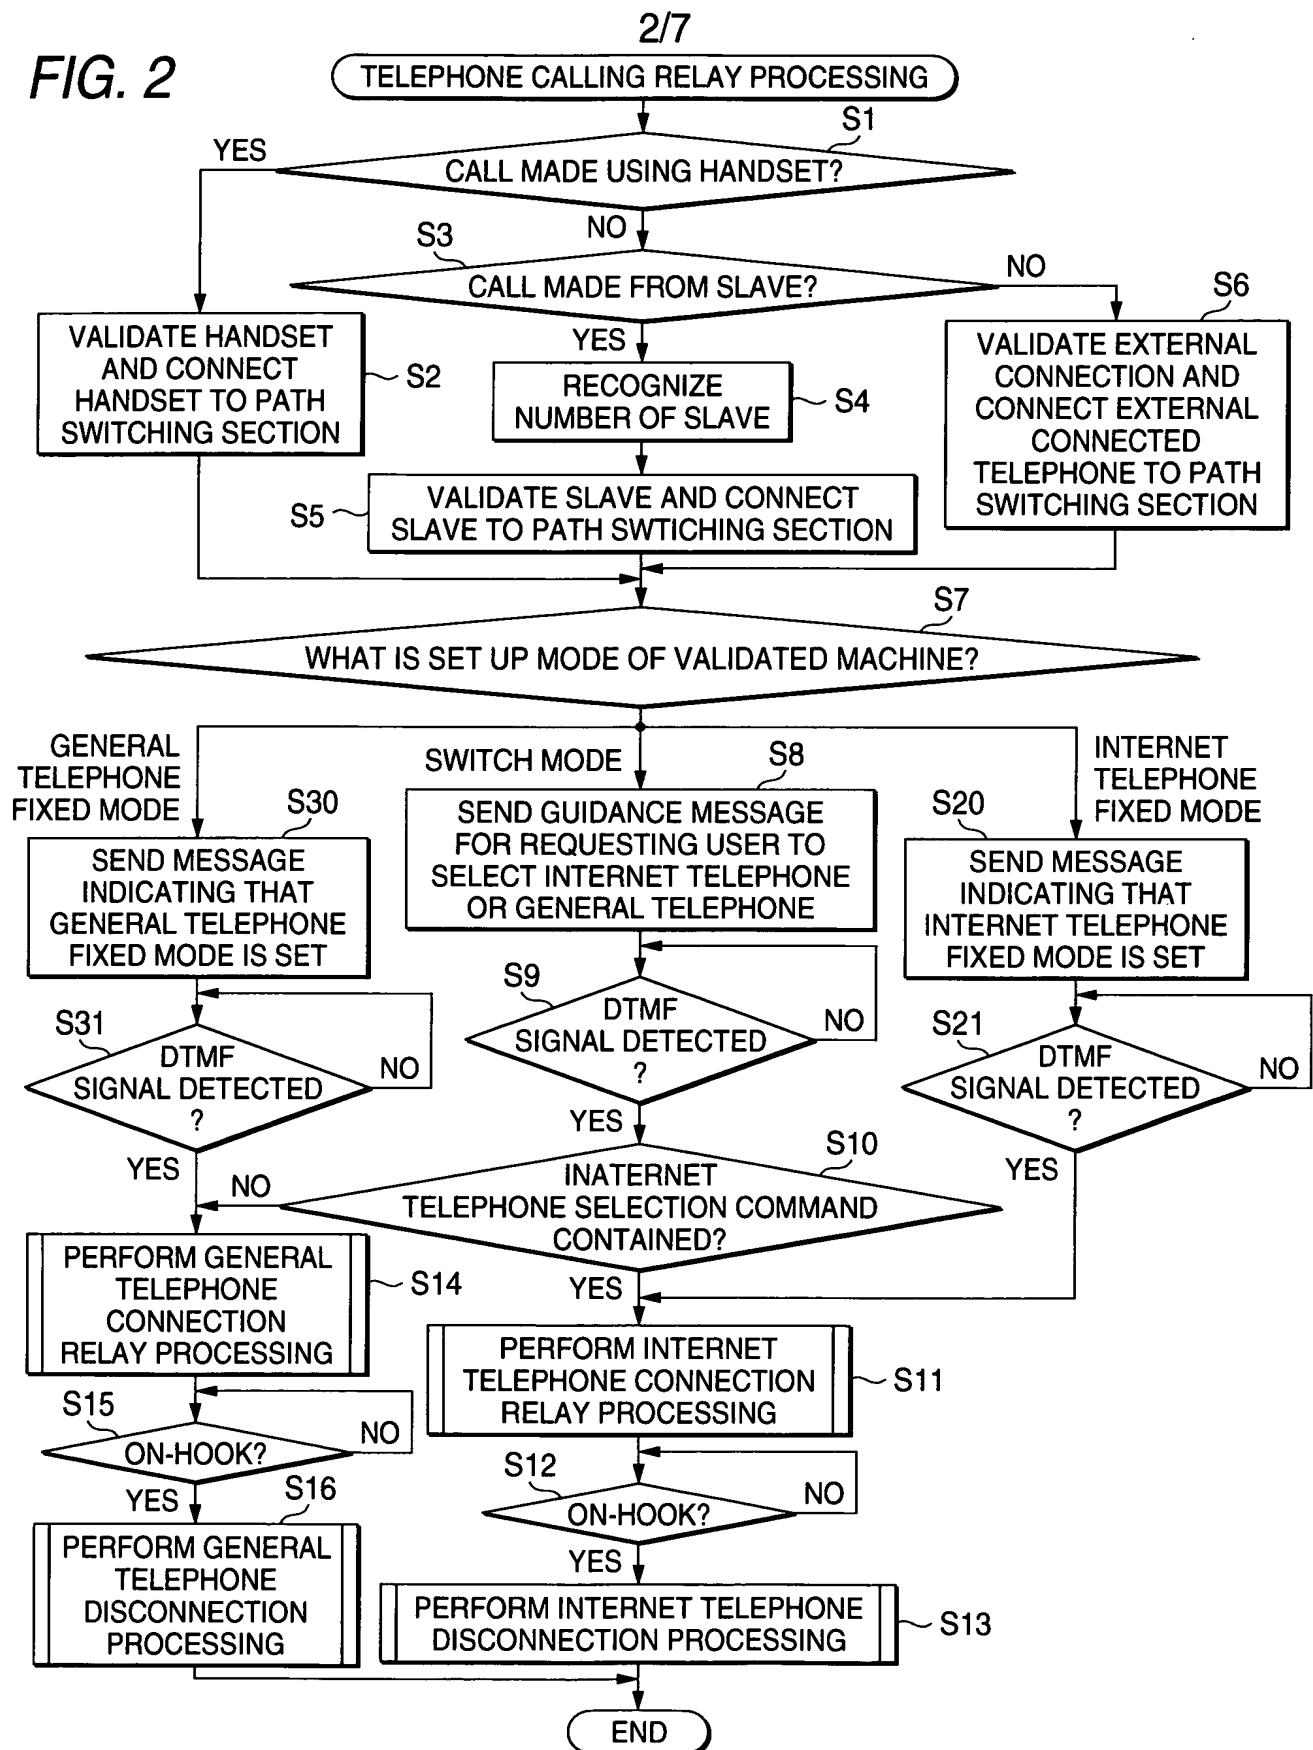 2/7
FIG. 2
TELEPHONE CALLING RELAY PROCESSING
S1
YES
CALL MADE USING HANDSET?
NO
S3
CALL MADE FROM SLAVE?
NO
S6
YES
VALIDATE HANDSET
AND CONNECT
HANDSET TO PATH
SWITCHING SECTION
S2
RECOGNIZE
NUMBER OF SLAVE
S4
VALIDATE EXTERNAL
CONNECTION AND
CONNECT EXTERNAL
CONNECTED
TELEPHONE TO PATH
SWITCHING SECTION
S5
VALIDATE SLAVE AND CONNECT
SLAVE TO PATH SWTICHING SECTION
S7
WHAT IS SET UP MODE OF VALIDATED MACHINE?
GENERAL
TELEPHONE
FIXED MODE
SWITCH MODE
INTERNET
TELEPHONE
FIXED MODE
S30
SEND MESSAGE
INDICATING THAT
GENERAL TELEPHONE
FIXED MODE IS SET
S8
SEND GUIDANCE MESSAGE
FOR REQUESTING USER TO
SELECT INTERNET TELEPHONE
OR GENERAL TELEPHONE
S20
SEND MESSAGE
INDICATING THAT
INTERNET TELEPHONE
FIXED MODE IS SET
S31
DTMF
SIGNAL DETECTED
?
NO
YES
S9
DTMF
SIGNAL DETECTED
?
NO
YES
S21
DTMF
SIGNAL DETECTED
?
NO
YES
S10
INATERNET
TELEPHONE SELECTION COMMAND
CONTAINED?
NO
YES
PERFORM GENERAL
TELEPHONE
CONNECTION
RELAY PROCESSING
S14
PERFORM INTERNET
TELEPHONE CONNECTION
RELAY PROCESSING
S11
S15
ON-HOOK?
NO
YES
S12
ON-HOOK?
NO
YES
S16
PERFORM GENERAL
TELEPHONE
DISCONNECTION
PROCESSING
PERFORM INTERNET TELEPHONE
DISCONNECTION PROCESSING
S13
END